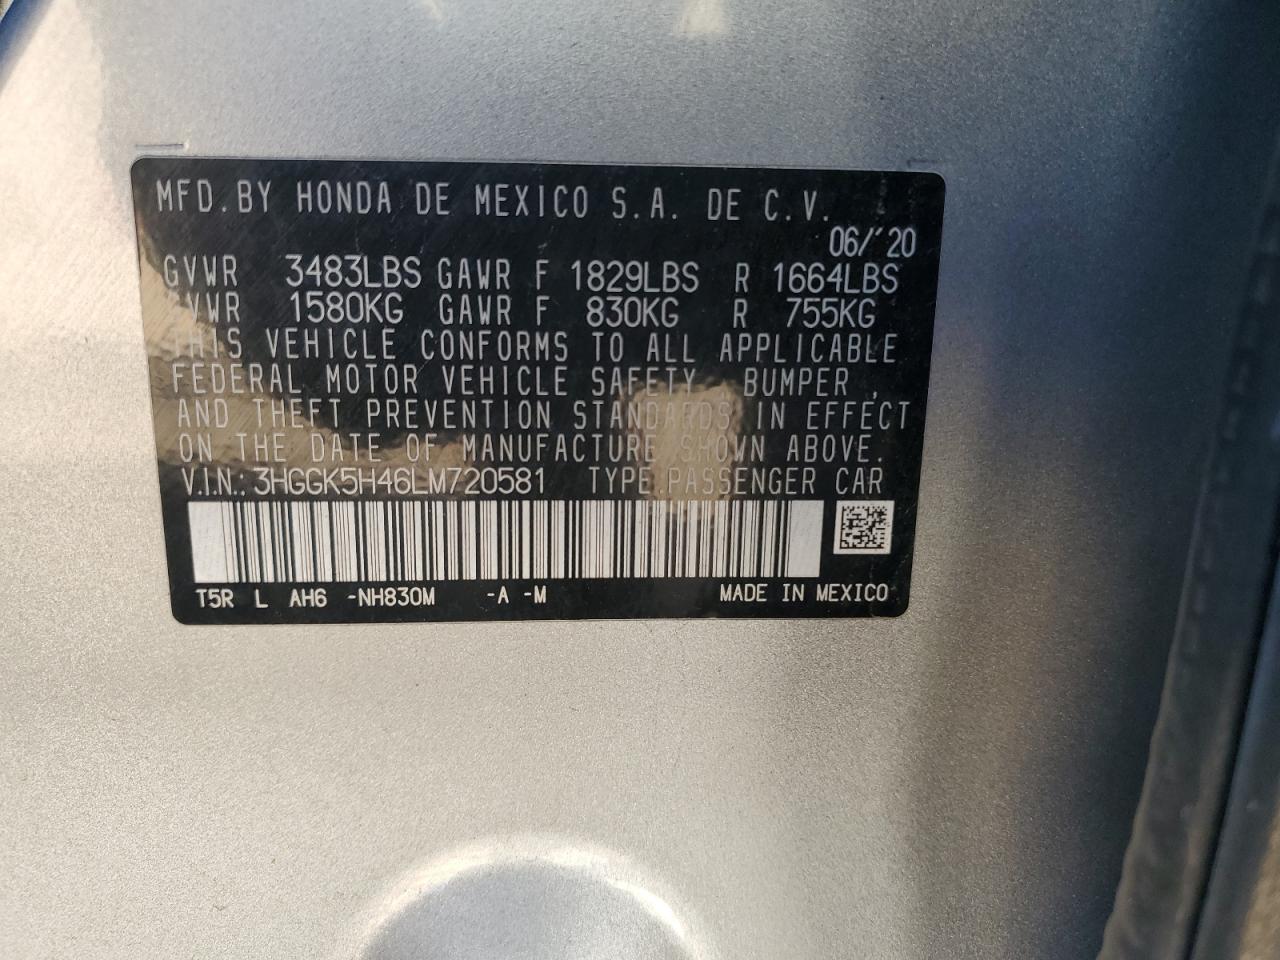 MFD.BY HONDA DE MEXICO S.A. DE C.V.
06/'20
GVWR 3483LBS GAWR F 1829LBS R 1664LBS
GVWR 1580KG GAWR F 830KG R 755KG
THIS VEHICLE CONFORMS TO ALL APPLICABLE
FEDERAL MOTOR VEHICLE SAFETY, BUMPER,
AND THEFT PREVENTION STANDARDS IN EFFECT
ON THE DATE OF MANUFACTURE SHOWN ABOVE.
V.I.N.: 3HGGK5H46LM720581 TYPE:PASSENGER CAR
T5R L AH6 -NH830M -A -M MADE IN MEXICO